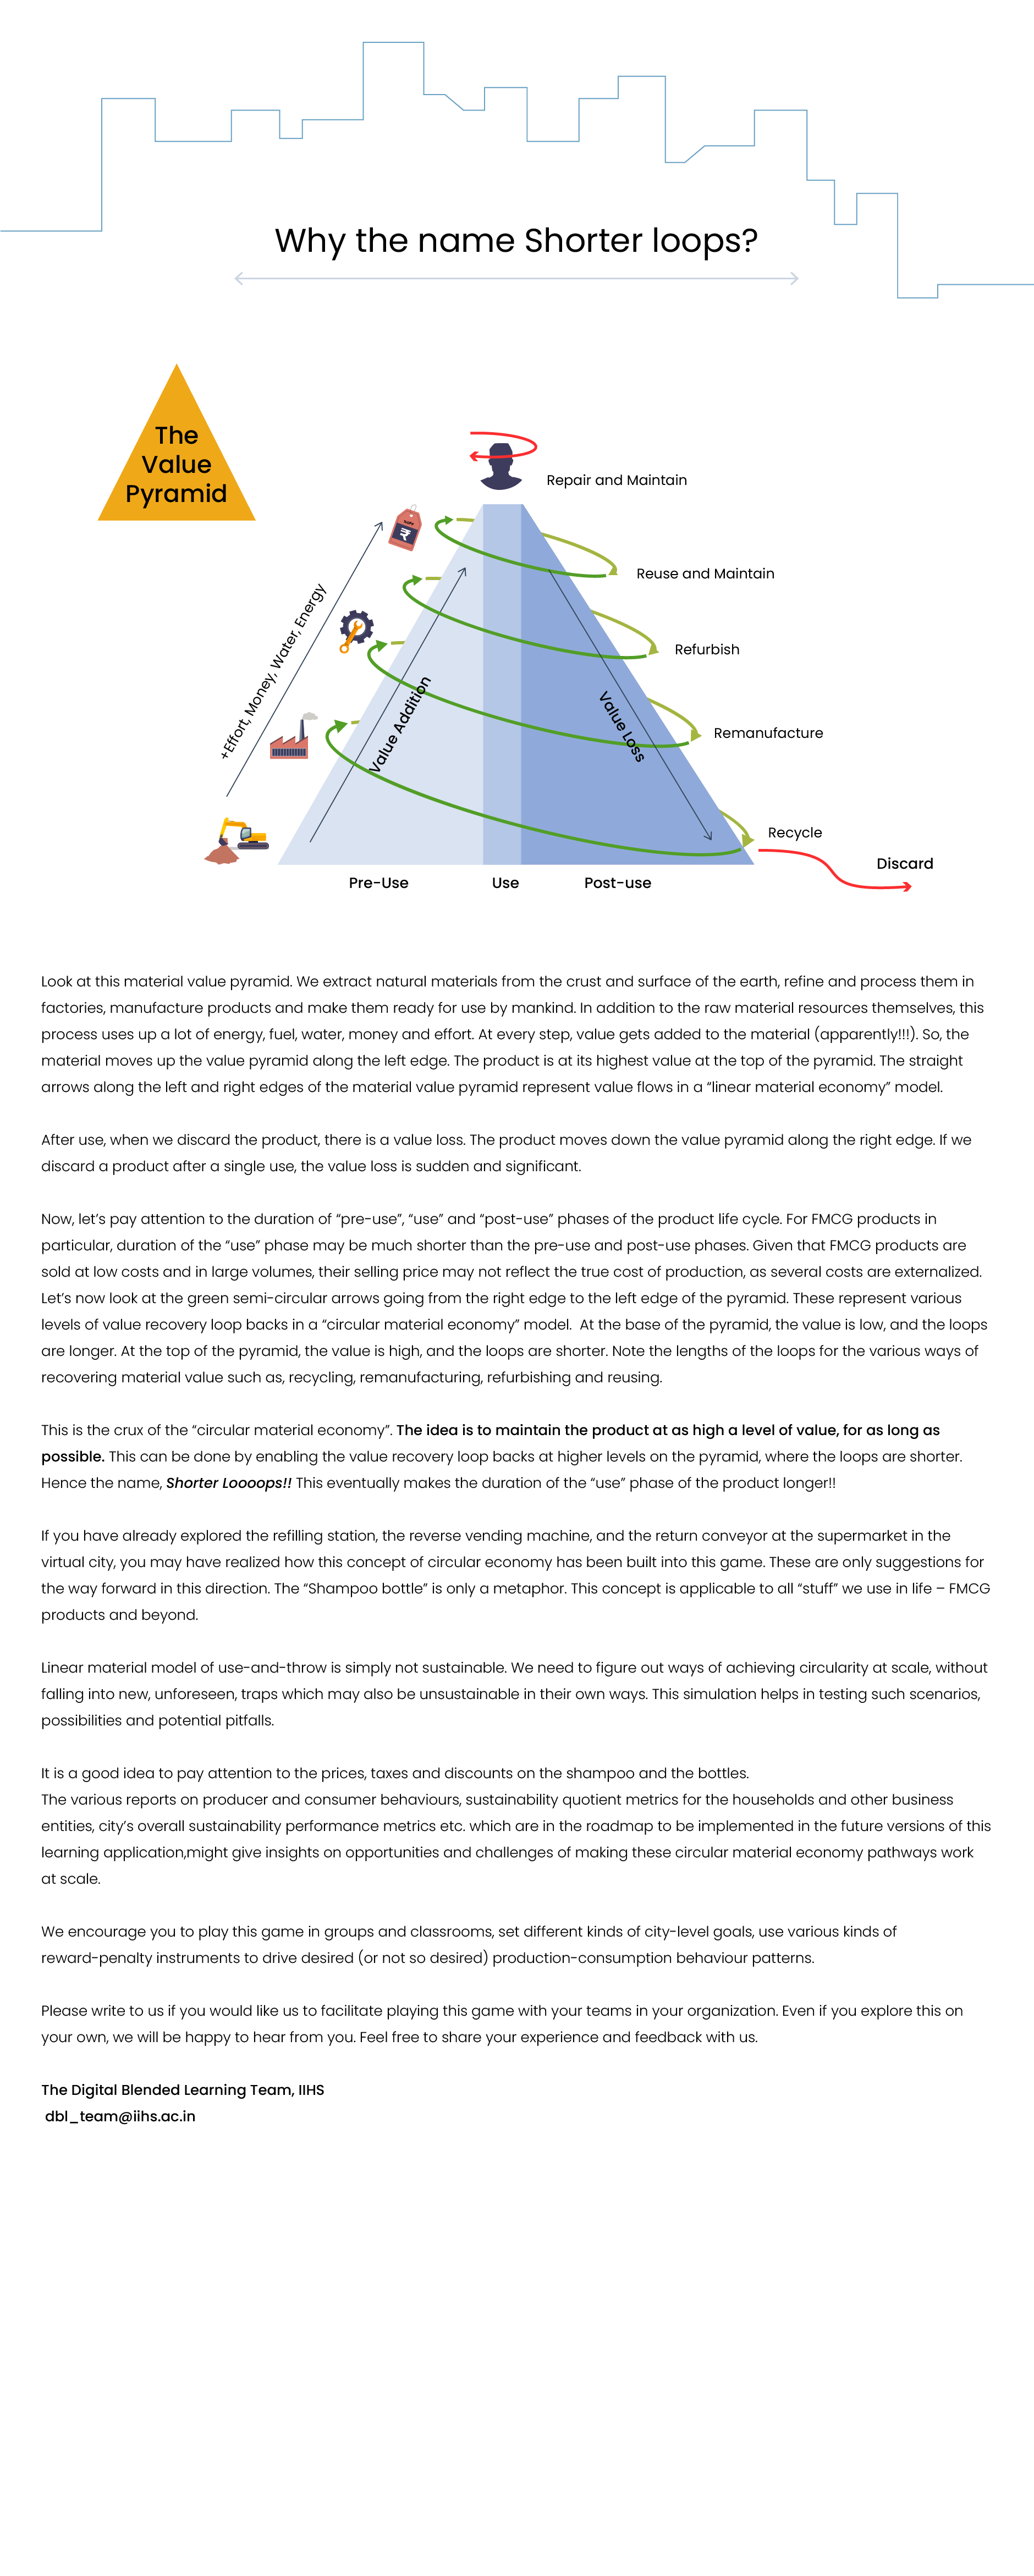 Why the name Shorter loops?
The
Value
Pyramid
Repair and Maintain
Reuse and Maintain
Refurbish
Remanufacture
Recycle
Discard
+Effort, Money, Water, Energy
Value Addition
Value Loss
₹
Pre-Use
Use
Post-use
Look at this material value pyramid. We extract natural materials from the crust and surface of the earth, refine and process them in
factories, manufacture products and make them ready for use by mankind. In addition to the raw material resources themselves, this
process uses up a lot of energy, fuel, water, money and effort. At every step, value gets added to the material (apparently!!!). So, the
material moves up the value pyramid along the left edge. The product is at its highest value at the top of the pyramid. The straight
arrows along the left and right edges of the material value pyramid represent value flows in a “linear material economy” model.
After use, when we discard the product, there is a value loss. The product moves down the value pyramid along the right edge. If we
discard a product after a single use, the value loss is sudden and significant.
Now, let’s pay attention to the duration of “pre-use”, “use” and “post-use” phases of the product life cycle. For FMCG products in
particular, duration of the “use” phase may be much shorter than the pre-use and post-use phases. Given that FMCG products are
sold at low costs and in large volumes, their selling price may not reflect the true cost of production, as several costs are externalized.
Let’s now look at the green semi-circular arrows going from the right edge to the left edge of the pyramid. These represent various
levels of value recovery loop backs in a “circular material economy” model. At the base of the pyramid, the value is low, and the loops
are longer. At the top of the pyramid, the value is high, and the loops are shorter. Note the lengths of the loops for the various ways of
recovering material value such as, recycling, remanufacturing, refurbishing and reusing.
This is the crux of the “circular material economy”. The idea is to maintain the product at as high a level of value, for as long as
possible. This can be done by enabling the value recovery loop backs at higher levels on the pyramid, where the loops are shorter.
Hence the name, Shorter Loooops!! This eventually makes the duration of the “use” phase of the product longer!!
If you have already explored the refilling station, the reverse vending machine, and the return conveyor at the supermarket in the
virtual city, you may have realized how this concept of circular economy has been built into this game. These are only suggestions for
the way forward in this direction. The “Shampoo bottle” is only a metaphor. This concept is applicable to all “stuff” we use in life – FMCG
products and beyond.
Linear material model of use-and-throw is simply not sustainable. We need to figure out ways of achieving circularity at scale, without
falling into new, unforeseen, traps which may also be unsustainable in their own ways. This simulation helps in testing such scenarios,
possibilities and potential pitfalls.
It is a good idea to pay attention to the prices, taxes and discounts on the shampoo and the bottles.
The various reports on producer and consumer behaviours, sustainability quotient metrics for the households and other business
entities, city’s overall sustainability performance metrics etc. which are in the roadmap to be implemented in the future versions of this
learning application,might give insights on opportunities and challenges of making these circular material economy pathways work
at scale.
We encourage you to play this game in groups and classrooms, set different kinds of city-level goals, use various kinds of
reward-penalty instruments to drive desired (or not so desired) production-consumption behaviour patterns.
Please write to us if you would like us to facilitate playing this game with your teams in your organization. Even if you explore this on
your own, we will be happy to hear from you. Feel free to share your experience and feedback with us.
The Digital Blended Learning Team, IIHS
dbl_team@iihs.ac.in